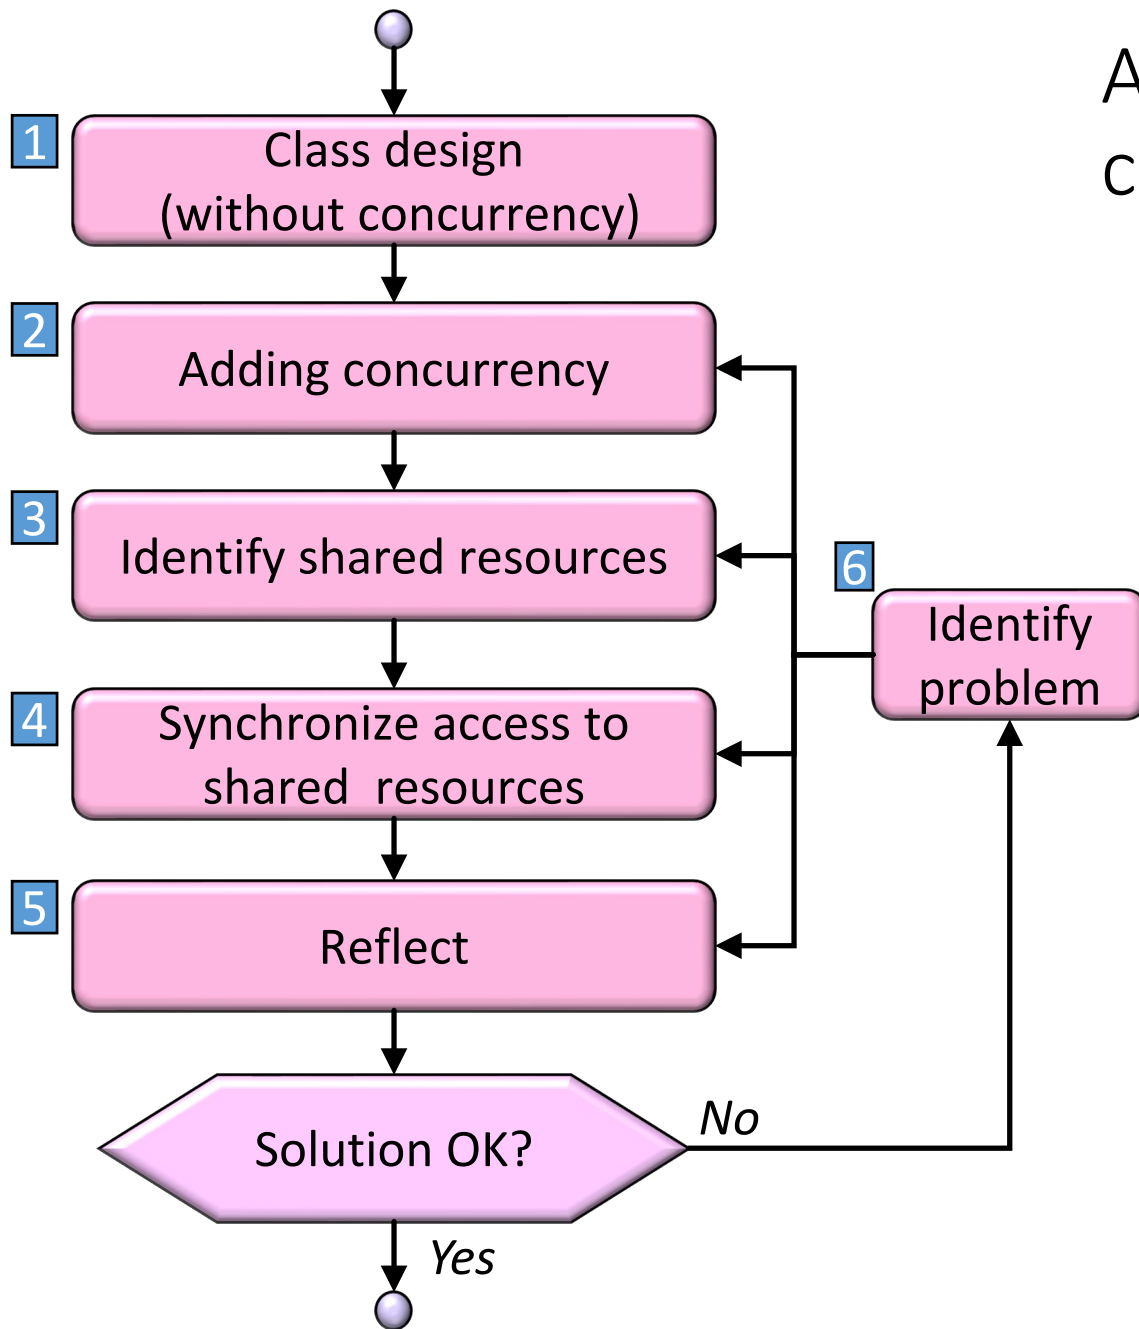 1
Class design
(without concurrency)
2
Adding concurrency
3
Identify shared resources
4
Synchronize access to
shared  resources
5
Reflect
Solution OK?
No
Yes
6
Identify
problem
A
c